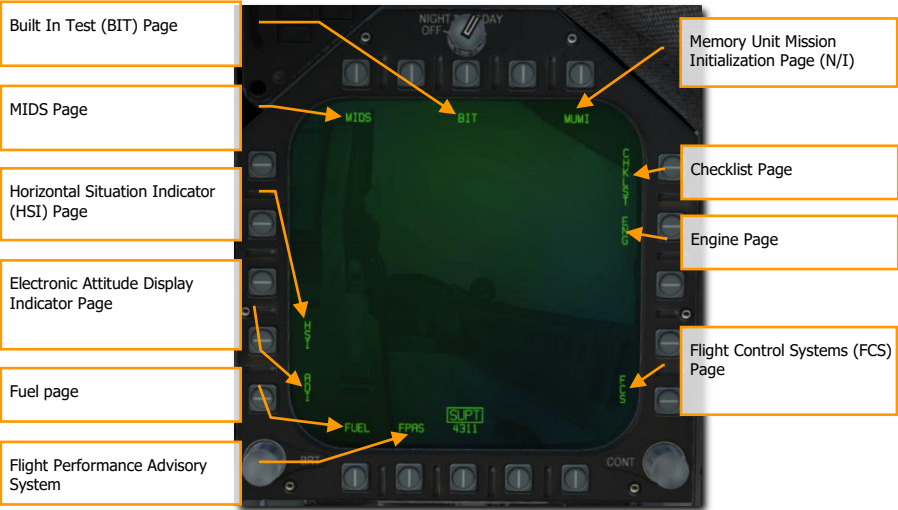 Built In Test (BIT) Page
NIGHT
DAY
OFF
Memory Unit Mission
Initialization Page (N/I)
MIDS Page
MIDS
BIT
MUMI
CHKLST
Checklist Page
Horizontal Situation Indicator
(HSI) Page
ENG
Engine Page
Electronic Attitude Display
Indicator Page
HSI
Flight Control Systems (FCS)
Page
Fuel page
ADI
FCS
SUPT
FUEL
FPAS
4311
Flight Performance Advisory
System
BRT
CONT